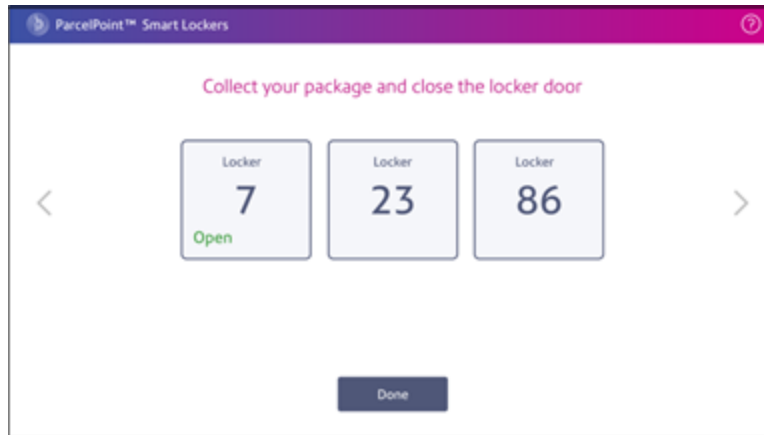 ParcelPoint™ Smart Lockers
Collect your package and close the locker door
Locker
7
Open
Locker
23
Locker
86
Done